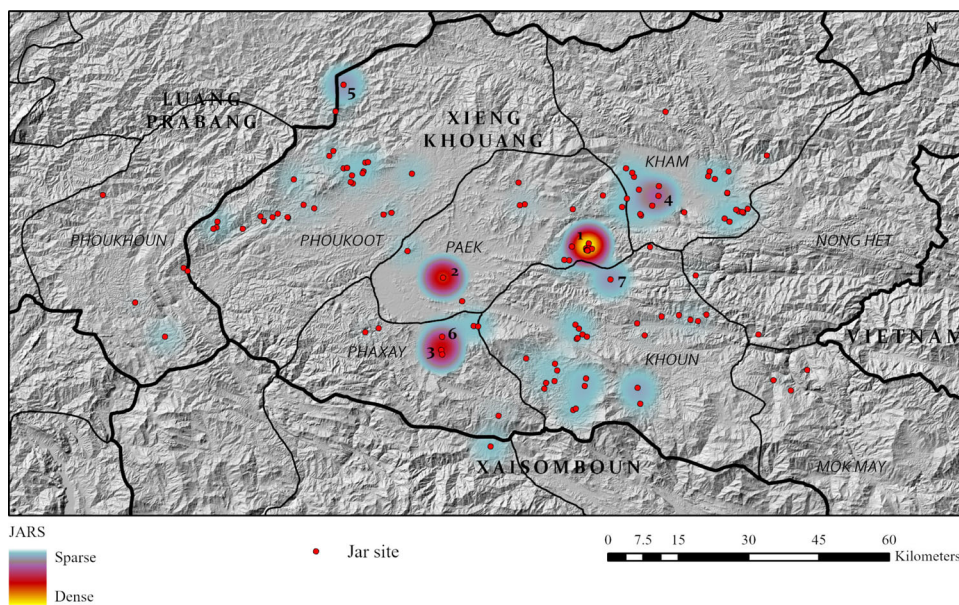 N
5
LUANG
PRABANG
XIENG
KHOUANG
KHAM
4
PHOUKHOUN
PHOUKOOT
PAEK
1
NONG HET
2
7
6
3
PHAXAY
KHOUN
VIETNAM
XAISOMBOUN
MOK MAY
JARS
Sparse
Dense
Jar site
0 7.5 15 30 45 60
Kilometers